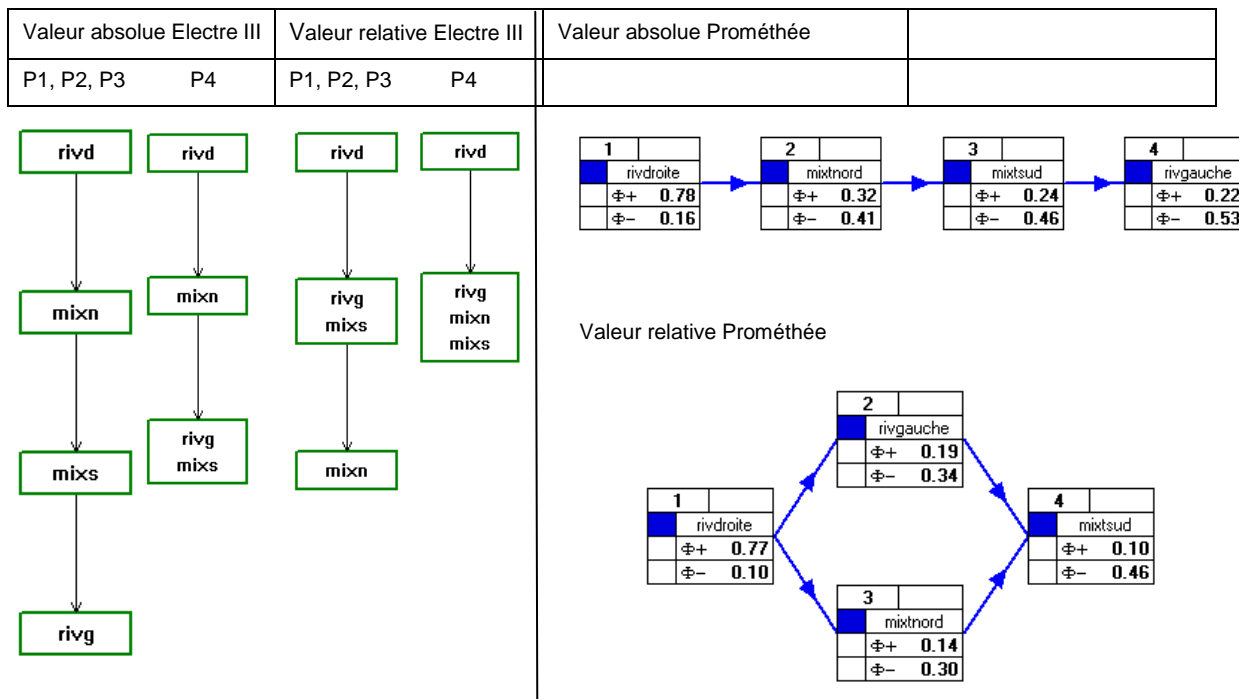 Valeur absolue Electre III
Valeur relative Electre III
Valeur absolue Prométhée
P1, P2, P3 P4
P1, P2, P3 P4
rivd
mixn
mixs
rivg
rivd
mixn
rivg
mixs
rivd
rivg
mixs
mixn
rivd
rivg
mixn
mixs
1
rivdroite
Φ+ 0.78
Φ− 0.16
2
mixtnord
Φ+ 0.32
Φ− 0.41
3
mixtsud
Φ+ 0.24
Φ− 0.46
4
rivgauche
Φ+ 0.22
Φ− 0.53
Valeur relative Prométhée
1
rivdroite
Φ+ 0.77
Φ− 0.10
2
rivgauche
Φ+ 0.19
Φ− 0.34
3
mixtnord
Φ+ 0.14
Φ− 0.30
4
mixtsud
Φ+ 0.10
Φ− 0.46